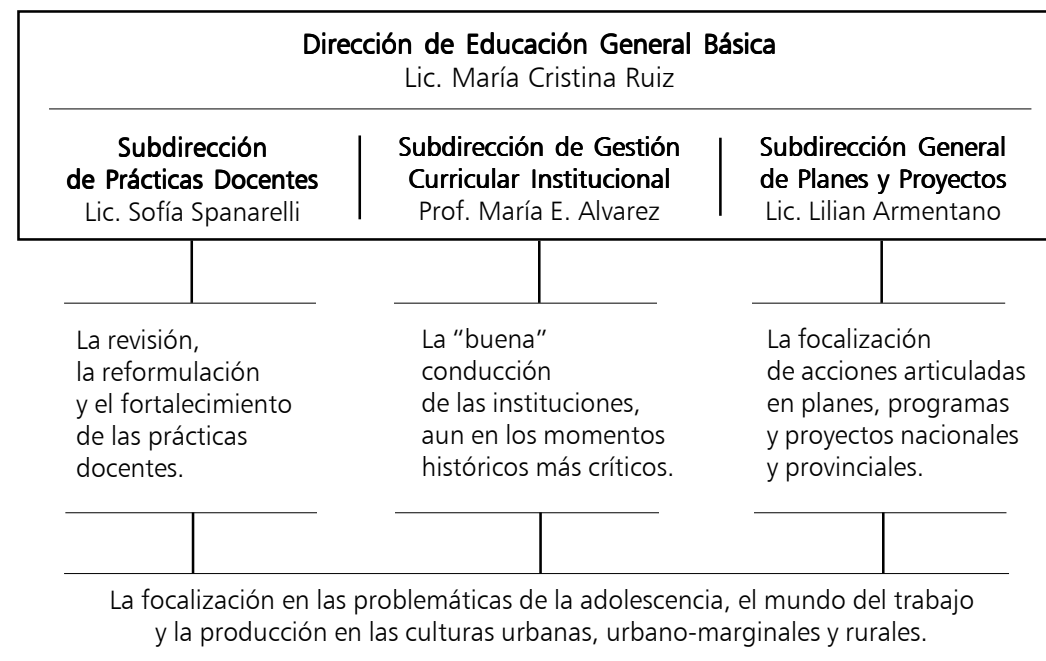 Dirección de Educación General Básica
Lic. María Cristina Ruiz
Subdirección
de Prácticas Docentes
Lic. Sofía Spanarelli
Subdirección de Gestión
Curricular Institucional
Prof. María E. Alvarez
Subdirección General
de Planes y Proyectos
Lic. Lilian Armentano
La revisión,
la reformulación
y el fortalecimiento
de las prácticas
docentes.
La “buena”
conducción
de las instituciones,
aun en los momentos
históricos más críticos.
La focalización
de acciones articuladas
en planes, programas
y proyectos nacionales
y provinciales.
La focalización en las problemáticas de la adolescencia, el mundo del trabajo
y la producción en las culturas urbanas, urbano-marginales y rurales.